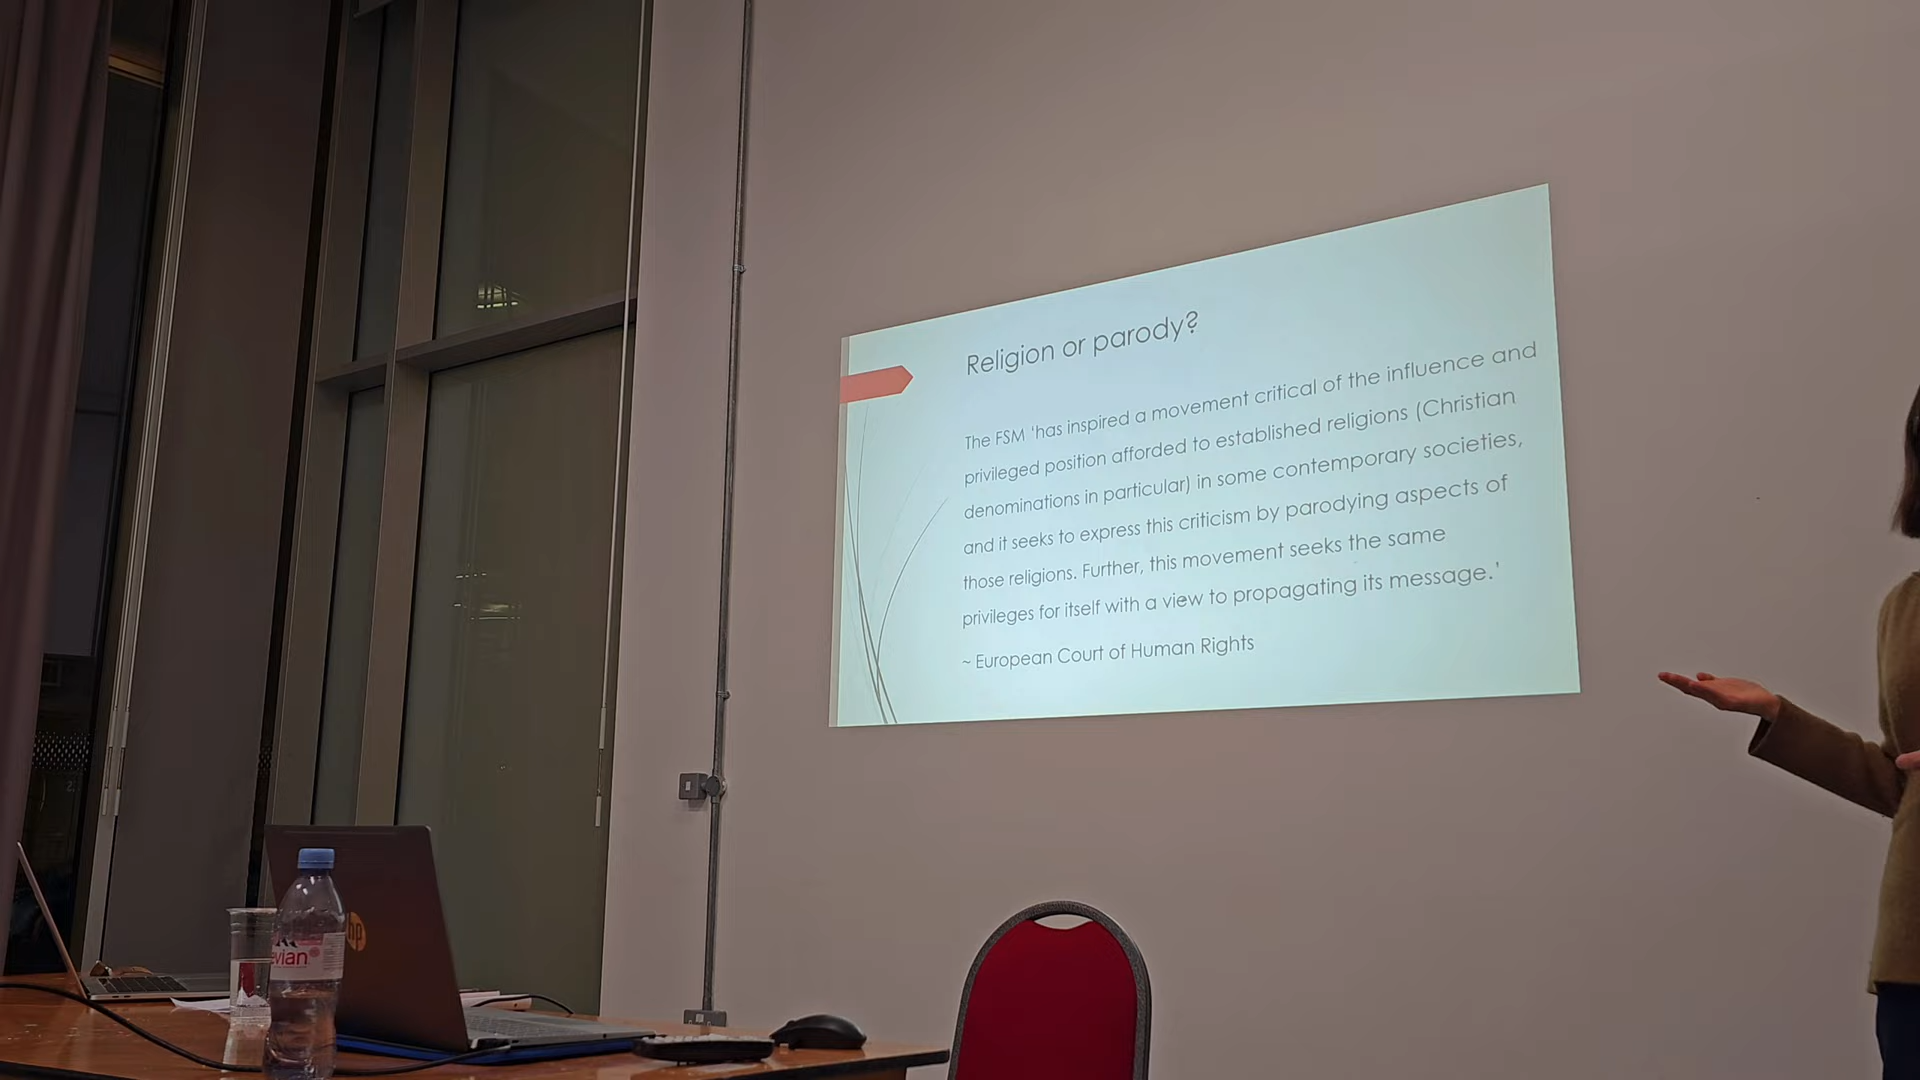 Religion or parody?
The FSM ‘has inspired a movement critical of the influence and
privileged position afforded to established religions (Christian
denominations in particular) in some contemporary societies,
and it seeks to express this criticism by parodying aspects of
those religions. Further, this movement seeks the same
privileges for itself with a view to propagating its message.’
~ European Court of Human Rights
hp
evian